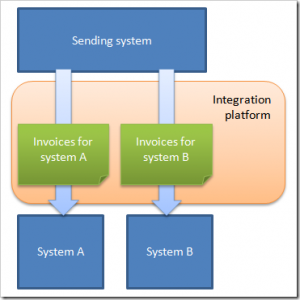 Sending system
Integration
platform
Invoices for
system A
Invoices for
system B
System A
System B